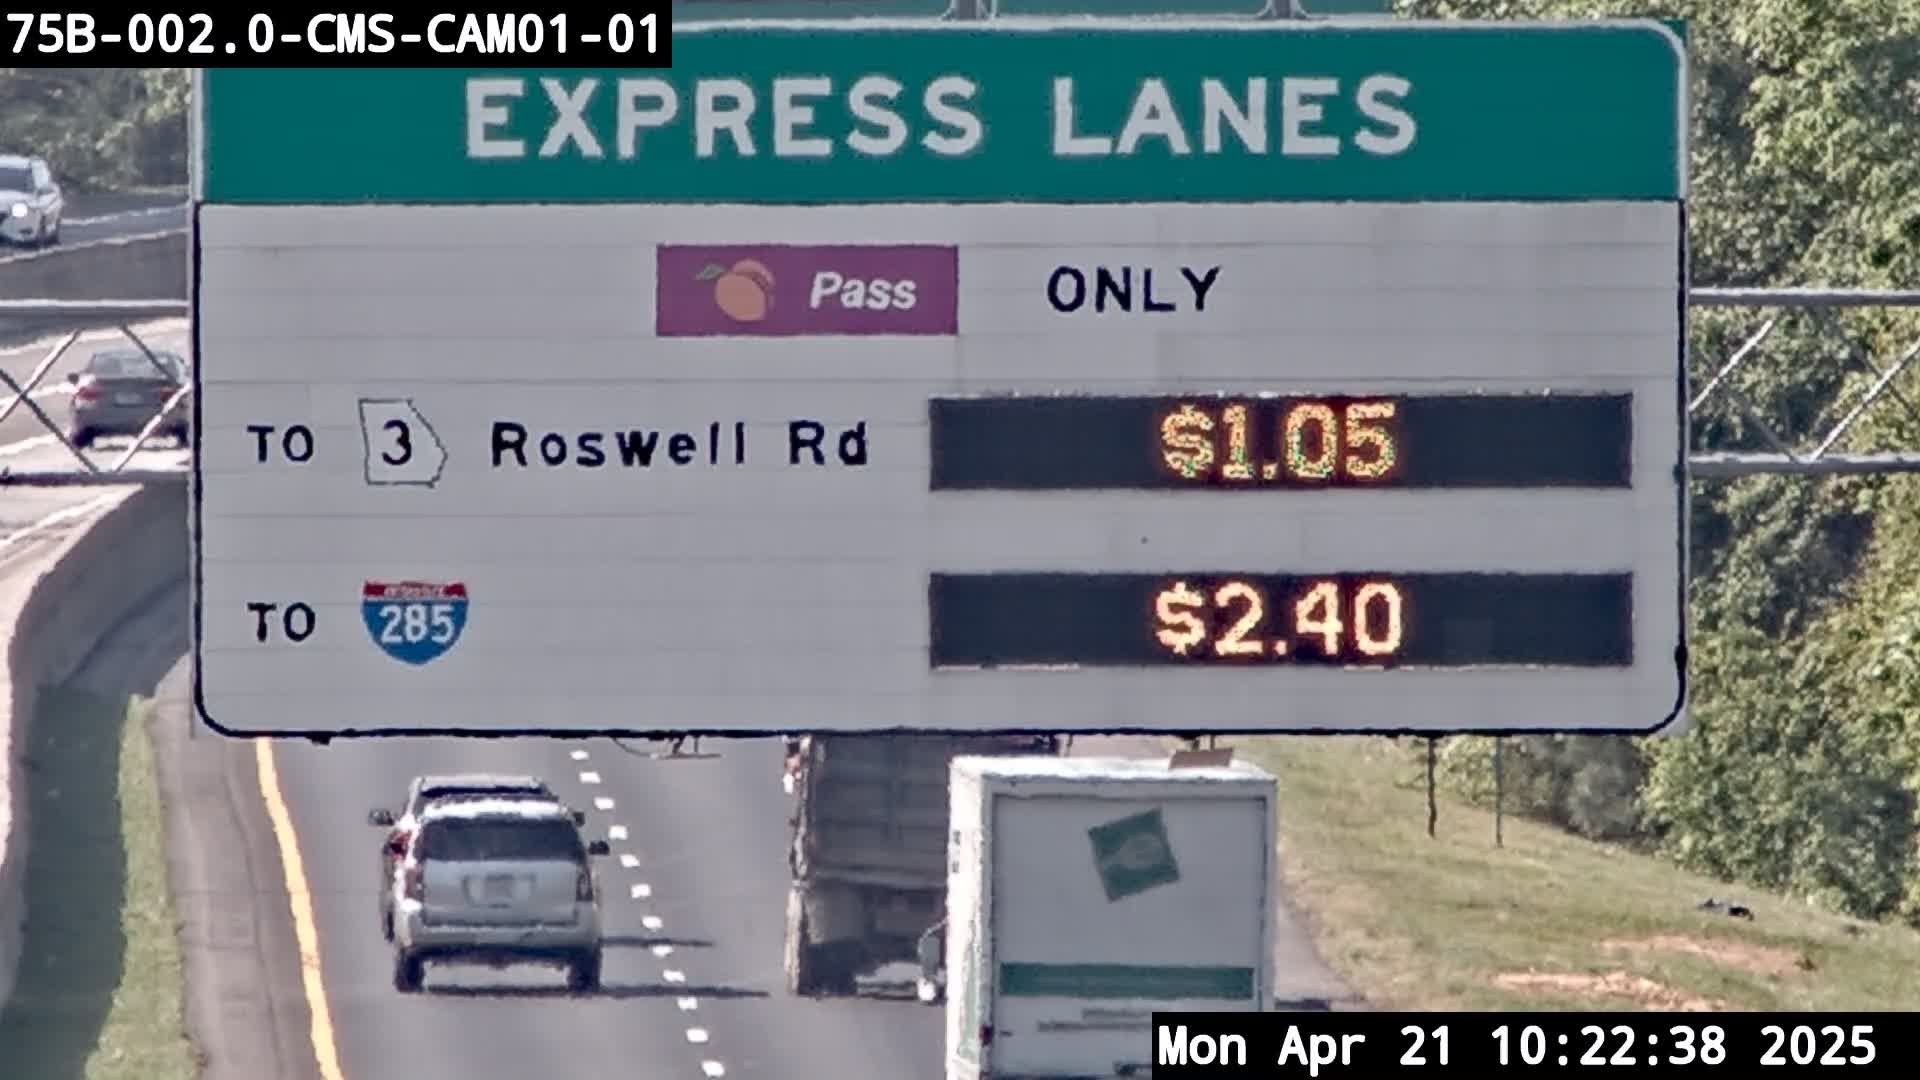 75B-002.0-CMS-CAM01-01
EXPRESS LANES
Pass ONLY
TO 3 Roswell Rd $1.05
TO INTERSTATE 285 $2.40
Mon Apr 21 10:22:38 2025